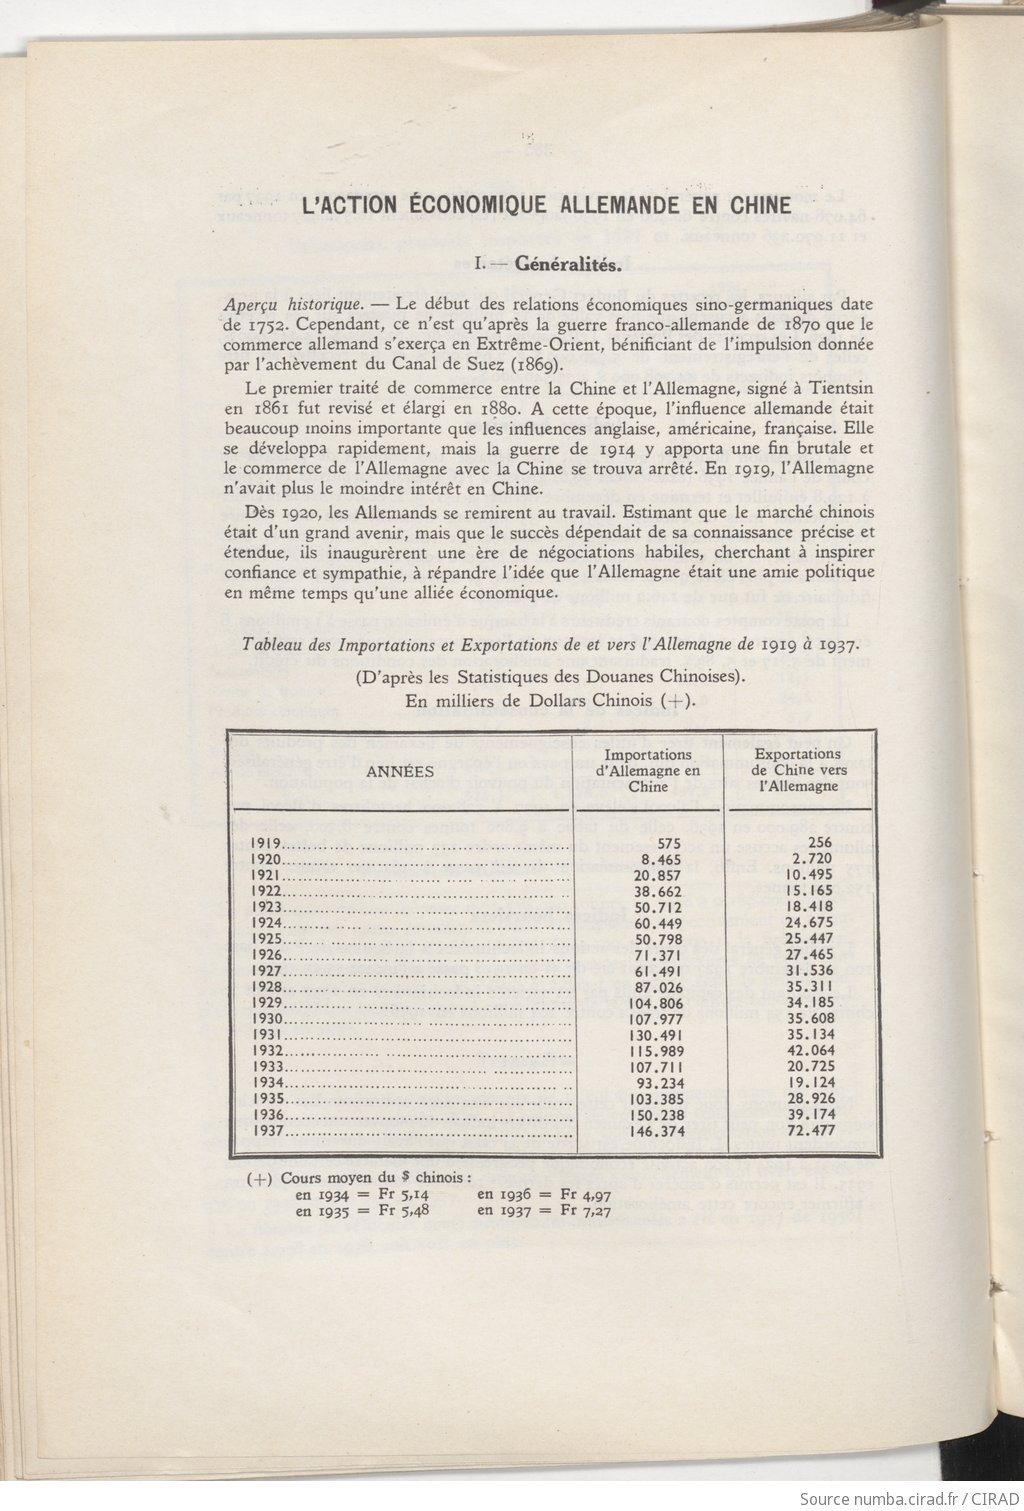 L'ACTION ÉCONOMIQUE ALLEMANDE EN CHINE
I. — Généralités.
Aperçu historique. — Le début des relations économiques sino-germaniques date
de 1752. Cependant, ce n'est qu'après la guerre franco-allemande de 1870 que le
commerce allemand s'exerça en Extrême-Orient, bénificiant de l'impulsion donnée
par l'achèvement du Canal de Suez (1869).
Le premier traité de commerce entre la Chine et l'Allemagne, signé à Tientsin
en 1861 fut revisé et élargi en 1880. A cette époque, l'influence allemande était
beaucoup moins importante que les influences anglaise, américaine, française. Elle
se développa rapidement, mais la guerre de 1914 y apporta une fin brutale et
le commerce de l'Allemagne avec la Chine se trouva arrêté. En 1919, l'Allemagne
n'avait plus le moindre intérêt en Chine.
Dès 1920, les Allemands se remirent au travail. Estimant que le marché chinois
était d'un grand avenir, mais que le succès dépendait de sa connaissance précise et
étendue, ils inaugurèrent une ère de négociations habiles, cherchant à inspirer
confiance et sympathie, à répandre l'idée que l'Allemagne était une amie politique
en même temps qu'une alliée économique.
Tableau des Importations et Exportations de et vers l'Allemagne de 1919 à 1937.
(D'après les Statistiques des Douanes Chinoises).
En milliers de Dollars Chinois (+).
ANNÉES Importations d'Allemagne en Chine Exportations de Chine vers l'Allemagne
1919 575 256
1920 8.465 2.720
1921 20.857 10.495
1922 38.662 15.165
1923 50.712 18.418
1924 60.449 24.675
1925 50.798 25.447
1926 71.371 27.465
1927 61.491 31.536
1928 87.026 35.311
1929 104.806 34.185
1930 107.977 35.608
1931 130.491 35.134
1932 115.989 42.064
1933 107.711 20.725
1934 93.234 19.124
1935 103.385 28.926
1936 150.238 39.174
1937 146.374 72.477
(+) Cours moyen du $ chinois :
en 1934 = Fr 5,14 en 1936 = Fr 4,97
en 1935 = Fr 5,48 en 1937 = Fr 7,27
Source numba.cirad.fr / CIRAD